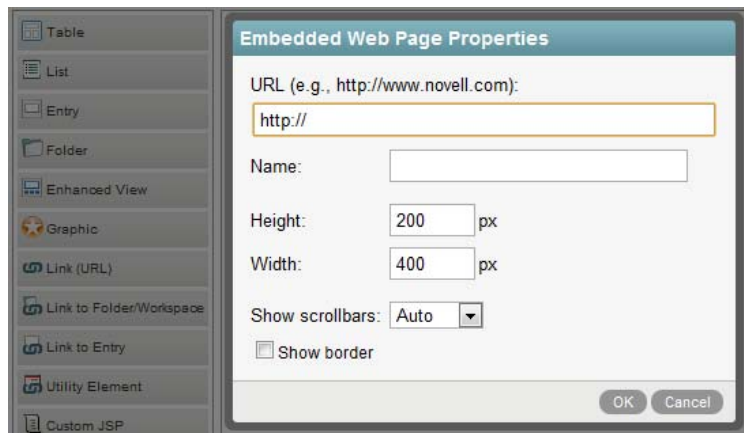 Table
List
Entry
Folder
Enhanced View
Graphic
Link (URL)
Link to Folder/Workspace
Link to Entry
Utility Element
Custom JSP
Embedded Web Page Properties
URL (e.g., http://www.novell.com):
http://
Name:
Height: 200 px
Width: 400 px
Show scrollbars: Auto
Show border
OK Cancel